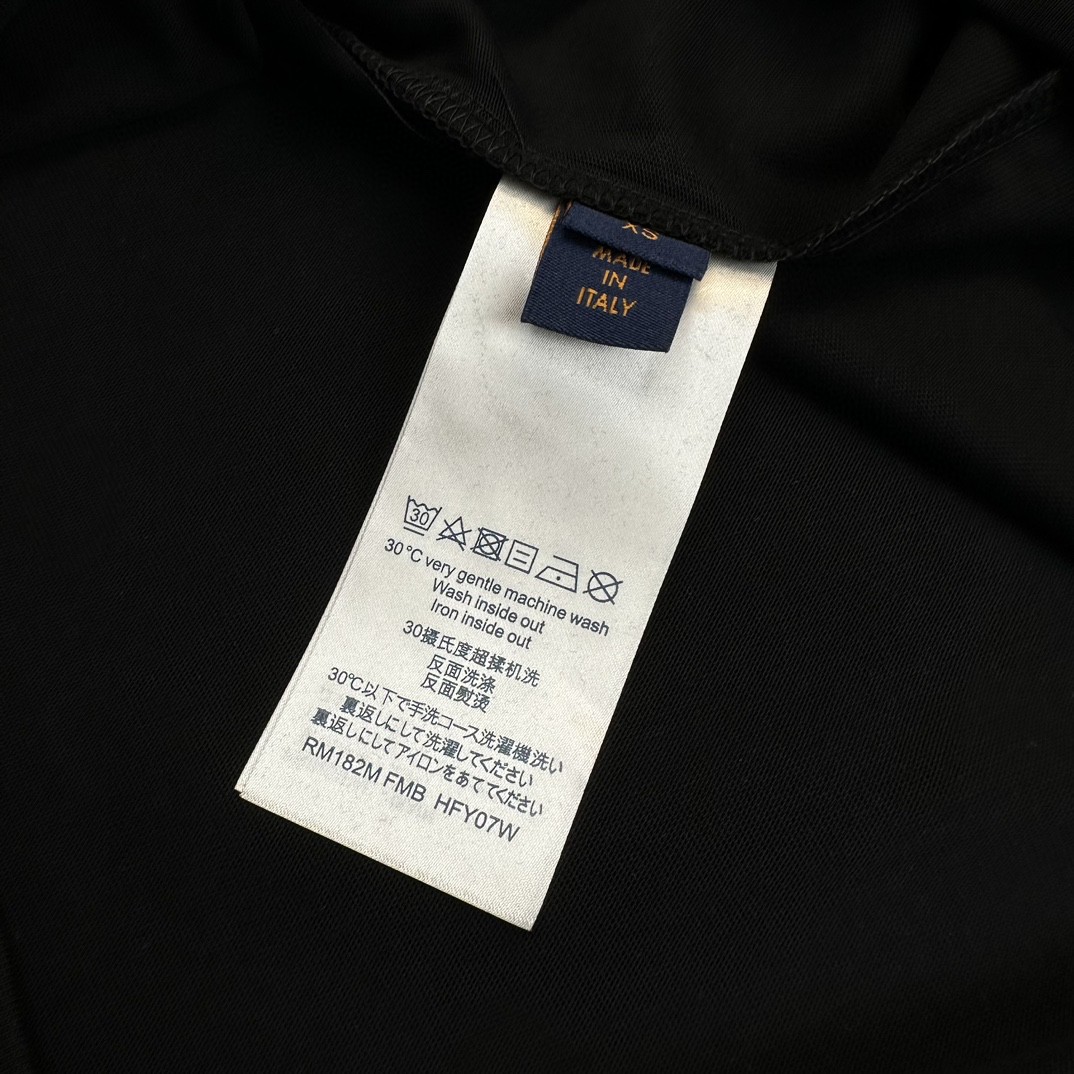 XS
MADE
IN
ITALY
30
30°C very gentle machine wash
Wash inside out
Iron inside out
30摄氏度超揉机洗
反面洗涤
反面熨烫
30℃以下で手洗コース洗濯機洗い
裏返しにして洗濯してください
裏返しにしてアイロンをあててください
RM182M FMB HFY07W